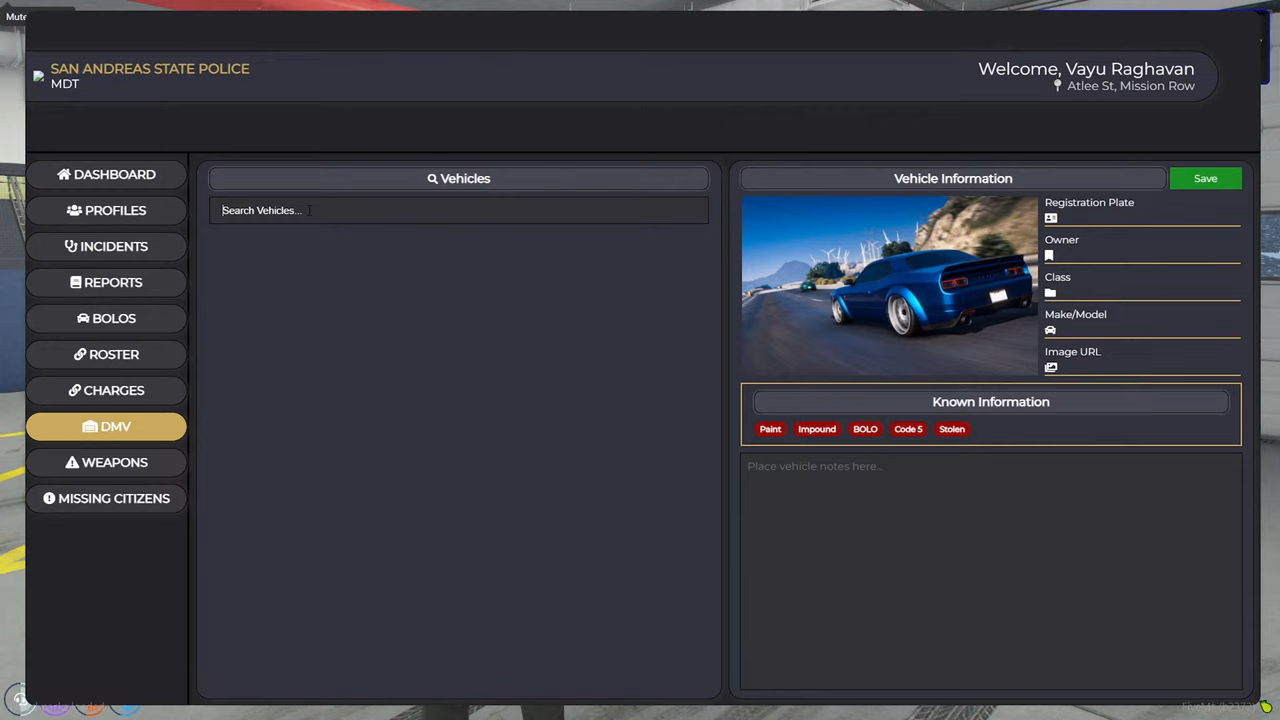 Mute
SAN ANDREAS STATE POLICE
MDT
Welcome, Vayu Raghavan
Atlee St, Mission Row
DASHBOARD
PROFILES
INCIDENTS
REPORTS
BOLOS
ROSTER
CHARGES
DMV
WEAPONS
MISSING CITIZENS
Vehicles
Search Vehicles...
Vehicle Information
Save
Registration Plate
Owner
Class
Make/Model
Image URL
Known Information
Paint Impound BOLO Code 5 Stolen
Place vehicle notes here...